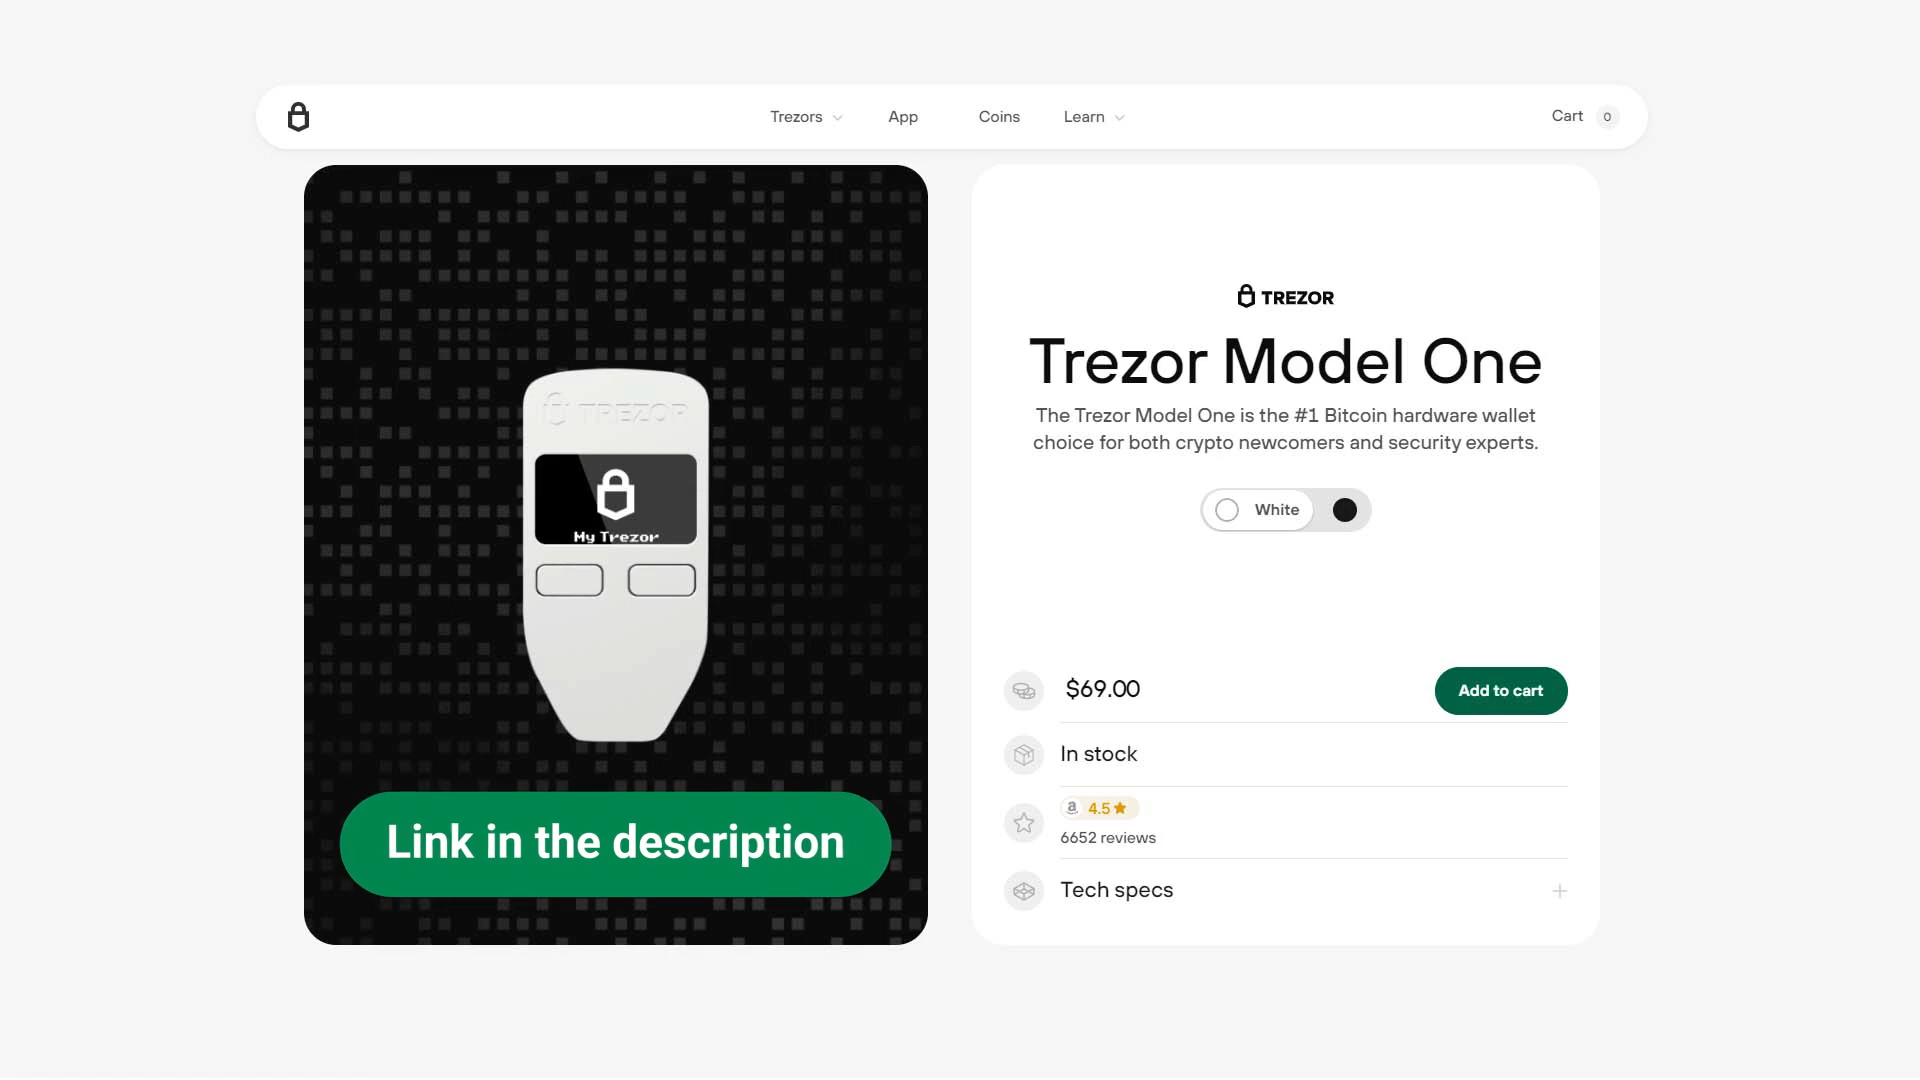 Trezors
App
Coins
Learn
Cart
0
TREZOR
My Trezor
Link in the description
TREZOR
Trezor Model One
The Trezor Model One is the #1 Bitcoin hardware wallet
choice for both crypto newcomers and security experts.
White
$69.00
Add to cart
In stock
a 4.5
6652 reviews
Tech specs